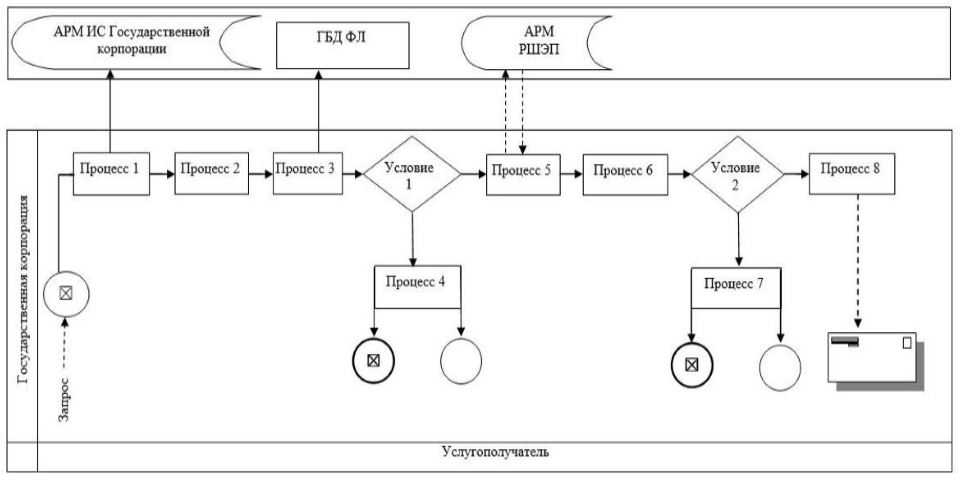 АРМ ИС Государственной
корпорации
ГБД ФЛ
АРМ
РШЭП
Процесс 1
Процесс 2
Процесс 3
Условие
1
Процесс 5
Процесс 6
Условие
2
Процесс 8
Процесс 4
Процесс 7
Государственная корпорация
Запрос
Услугополучатель